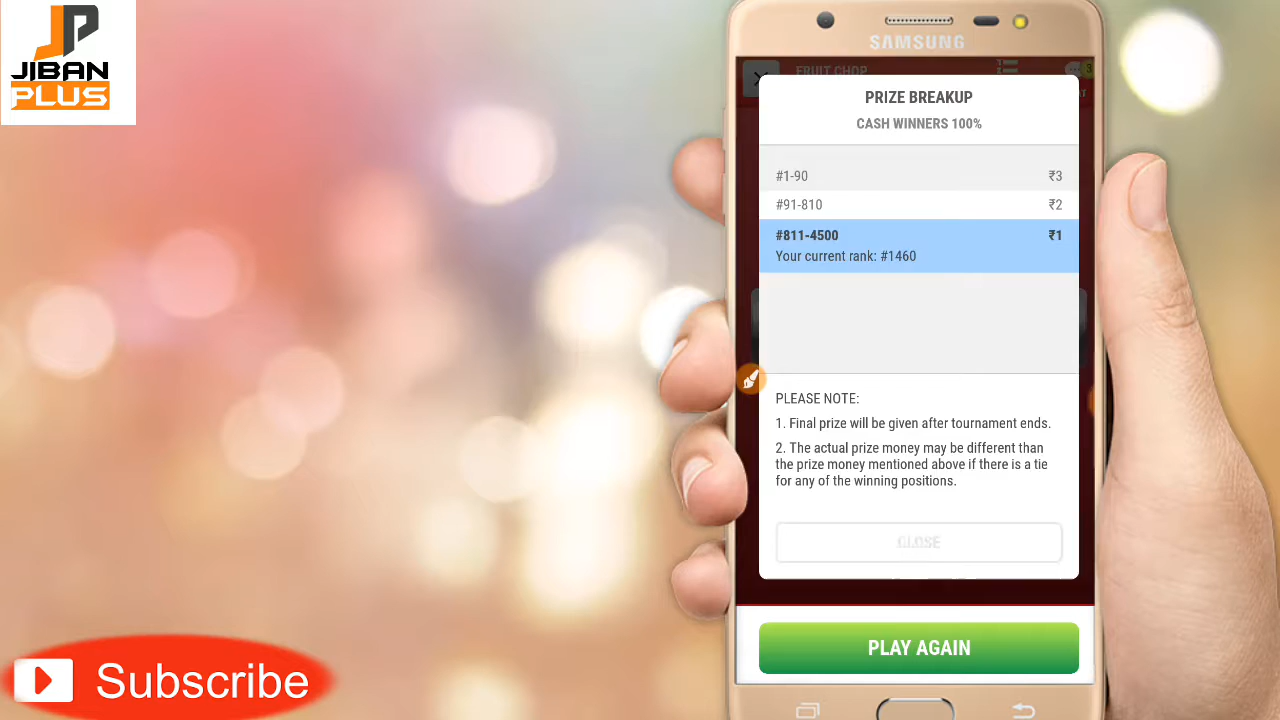 JIBAN
PLUS
SAMSUNG
FRUIT CHOP
3
PRIZE BREAKUP
CASH WINNERS 100%
#1-90 ₹3
#91-810 ₹2
#811-4500 ₹1
Your current rank: #1460
PLEASE NOTE:
1. Final prize will be given after tournament ends.
2. The actual prize money may be different than
the prize money mentioned above if there is a tie
for any of the winning positions.
CLOSE
PLAY AGAIN
Subscribe